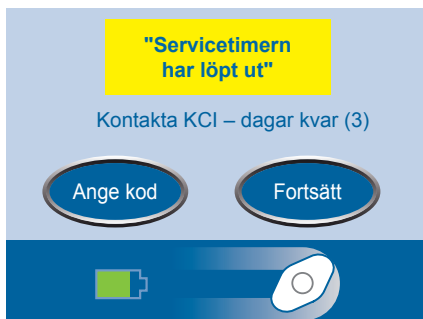 "Servicetimern
har löpt ut"
Kontakta KCI – dagar kvar (3)
Ange kod
Fortsätt